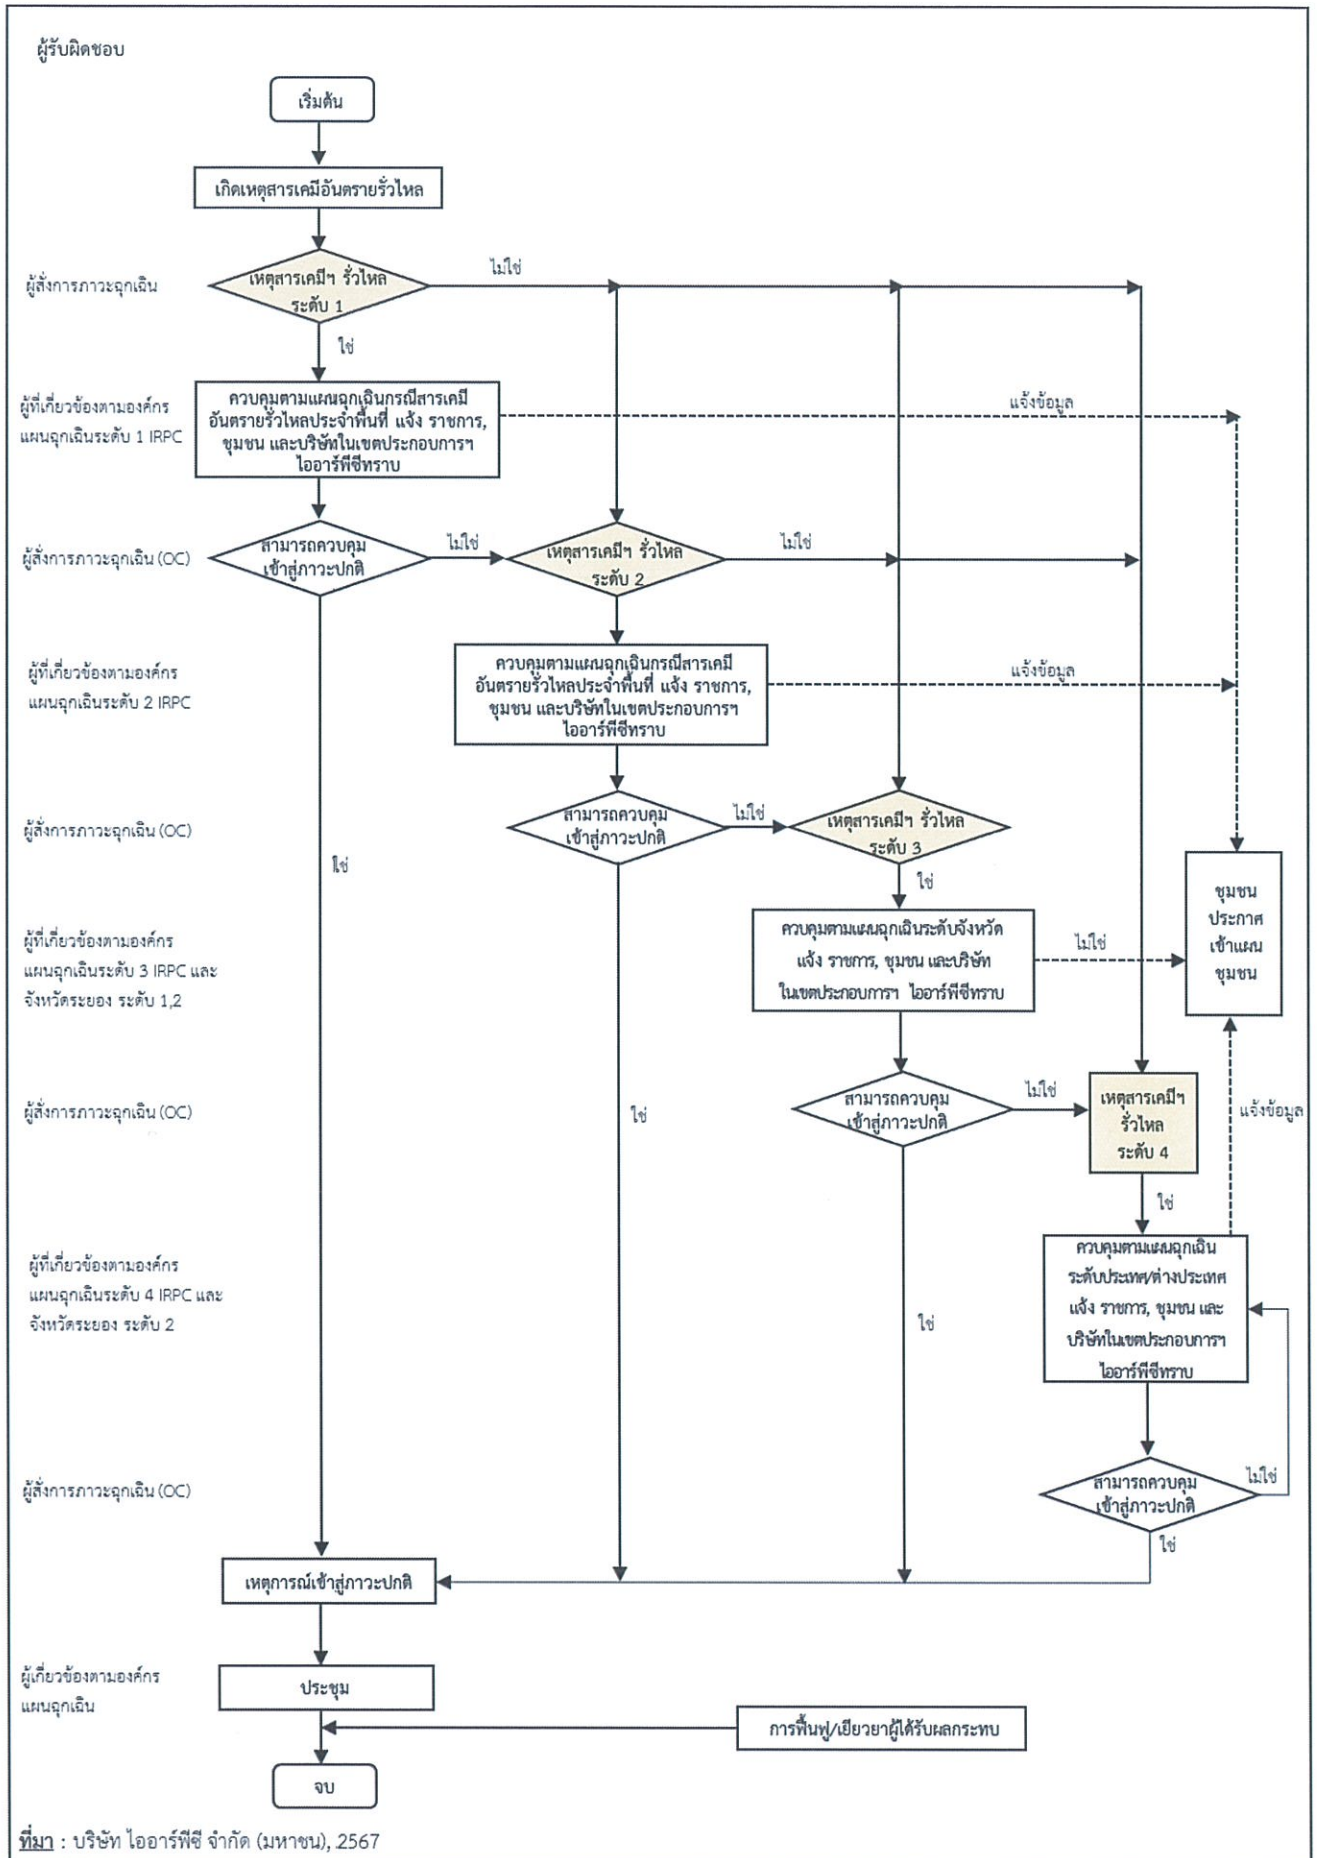 ผู้รับผิดชอบ
เริ่มต้น
เกิดเหตุสารเคมีอันตรายรั่วไหล
ผู้สั่งการภาวะฉุกเฉิน
เหตุสารเคมีฯ รั่วไหล
ระดับ 1
ไม่ใช่
ใช่
ผู้ที่เกี่ยวข้องตามองค์กร
แผนฉุกเฉินระดับ 1 IRPC
ควบคุมตามแผนฉุกเฉินกรณีสารเคมี
อันตรายรั่วไหลประจำพื้นที่ แจ้ง ราชการ,
ชุมชน และบริษัทในเขตประกอบการฯ
ไออาร์พีซีทราบ
แจ้งข้อมูล
ผู้สั่งการภาวะฉุกเฉิน (OC)
สามารถควบคุม
เข้าสู่ภาวะปกติ
ไม่ใช่
เหตุสารเคมีฯ รั่วไหล
ระดับ 2
ไม่ใช่
ผู้ที่เกี่ยวข้องตามองค์กร
แผนฉุกเฉินระดับ 2 IRPC
ควบคุมตามแผนฉุกเฉินกรณีสารเคมี
อันตรายรั่วไหลประจำพื้นที่ แจ้ง ราชการ,
ชุมชน และบริษัทในเขตประกอบการฯ
ไออาร์พีซีทราบ
แจ้งข้อมูล
ผู้สั่งการภาวะฉุกเฉิน (OC)
สามารถควบคุม
เข้าสู่ภาวะปกติ
ไม่ใช่
เหตุสารเคมีฯ รั่วไหล
ระดับ 3
ใช่
ใช่
ชุมชน
ประกาศ
เข้าแผน
ชุมชน
ผู้ที่เกี่ยวข้องตามองค์กร
แผนฉุกเฉินระดับ 3 IRPC และ
จังหวัดระยอง ระดับ 1,2
ควบคุมตามแผนฉุกเฉินระดับจังหวัด
แจ้ง ราชการ, ชุมชน และบริษัท
ในเขตประกอบการฯ ไออาร์พีซีทราบ
ไม่ใช่
ผู้สั่งการภาวะฉุกเฉิน (OC)
ใช่
สามารถควบคุม
เข้าสู่ภาวะปกติ
ไม่ใช่
เหตุสารเคมีฯ
รั่วไหล
ระดับ 4
แจ้งข้อมูล
ใช่
ผู้ที่เกี่ยวข้องตามองค์กร
แผนฉุกเฉินระดับ 4 IRPC และ
จังหวัดระยอง ระดับ 2
ใช่
ควบคุมตามแผนฉุกเฉิน
ระดับประเทศ/ต่างประเทศ
แจ้ง ราชการ, ชุมชน และ
บริษัทในเขตประกอบการฯ
ไออาร์พีซีทราบ
ผู้สั่งการภาวะฉุกเฉิน (OC)
สามารถควบคุม
เข้าสู่ภาวะปกติ
ไม่ใช่
ใช่
เหตุการณ์เข้าสู่ภาวะปกติ
ผู้เกี่ยวข้องตามองค์กร
แผนฉุกเฉิน
ประชุม
การฟื้นฟู/เยียวยาผู้ได้รับผลกระทบ
จบ
ที่มา : บริษัท ไออาร์พีซี จำกัด (มหาชน), 2567